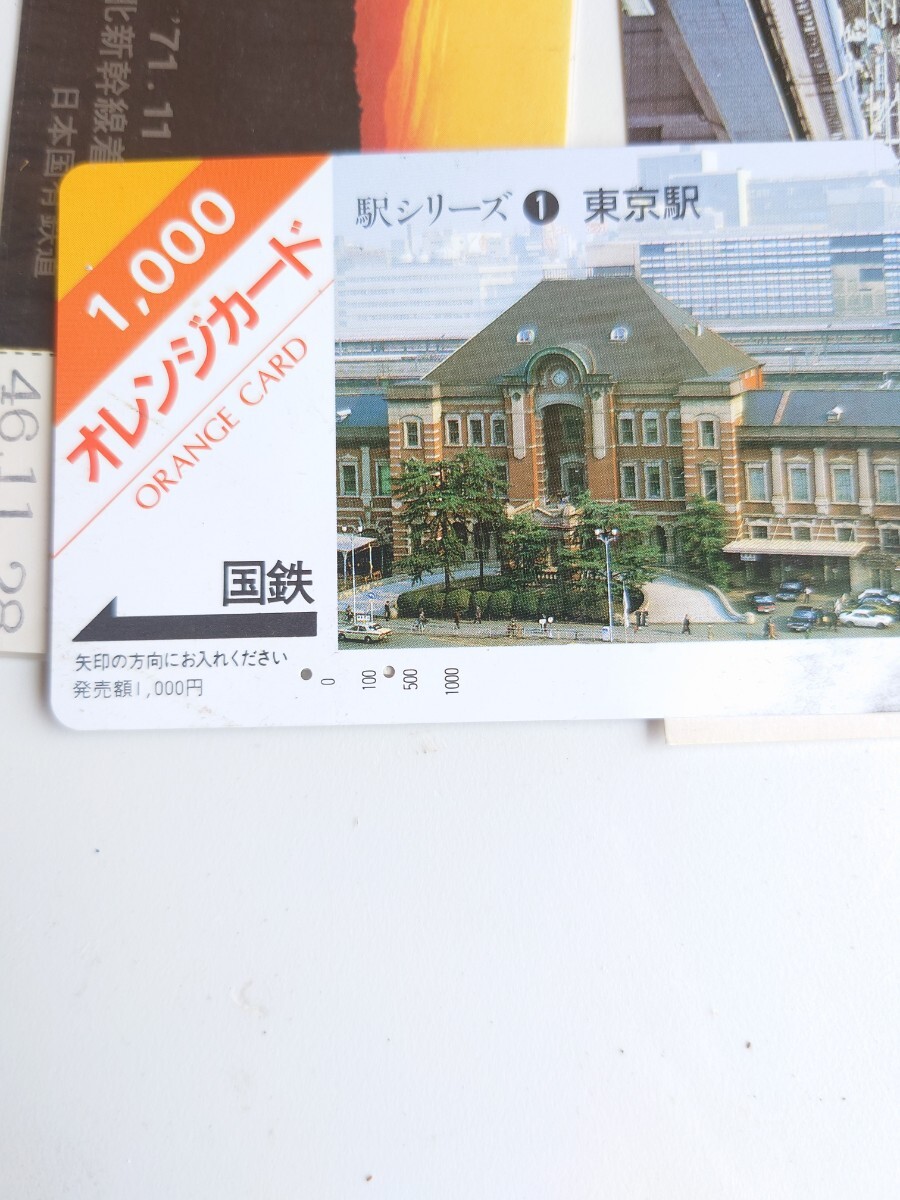 '71.11
北新幹線着
日本国有鉄道
46.11.28
1,000
オレンジカード
ORANGE CARD
駅シリーズ ❶ 東京駅
国鉄
矢印の方向にお入れください
発売額1,000円
0 100 500 1000